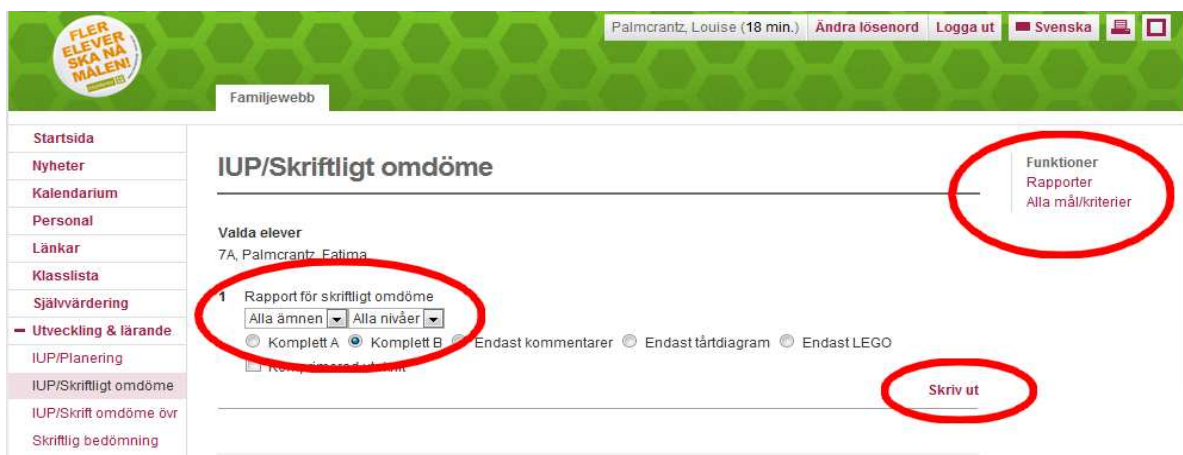 FLER
ELEVER
SKA NÅ
MÅLEN!
Palmcrantz, Louise (18 min.) Ändra lösenord Logga ut Svenska
Familjewebb
Startsida
Nyheter
Kalendarium
Personal
Länkar
Klasslista
Självvärdering
Utveckling & lärande
IUP/Planering
IUP/Skriftligt omdöme
IUP/Skrift omdöme övr
Skriftlig bedömning
IUP/Skriftligt omdöme
Valda elever
7A, Palmcrantz, Fatima
1 Rapport för skriftligt omdöme
Alla ämnen Alla nivåer
Komplett A Komplett B Endast kommentarer Endast tårtdiagram Endast LEGO
Komprimerad utskrift
Skriv ut
Funktioner
Rapporter
Alla mål/kriterier